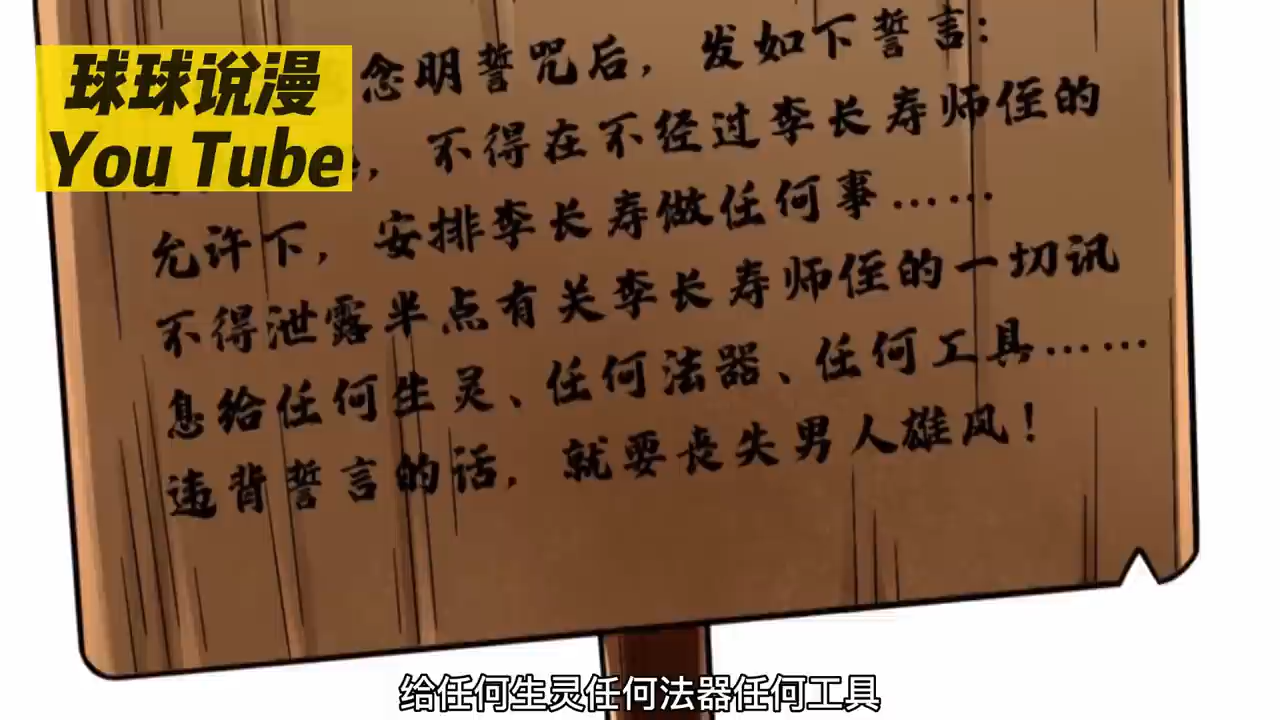 球球说漫
You Tube
念明誓咒后，发如下誓言：
，不得在不经过李长寿师侄的
允许下，安排李长寿做任何事……
不得泄露半点有关李长寿师侄的一切讯
息给任何生灵、任何法器、任何工具……
违背誓言的话，就要丧失男人雄风！
给任何生灵任何法器任何工具